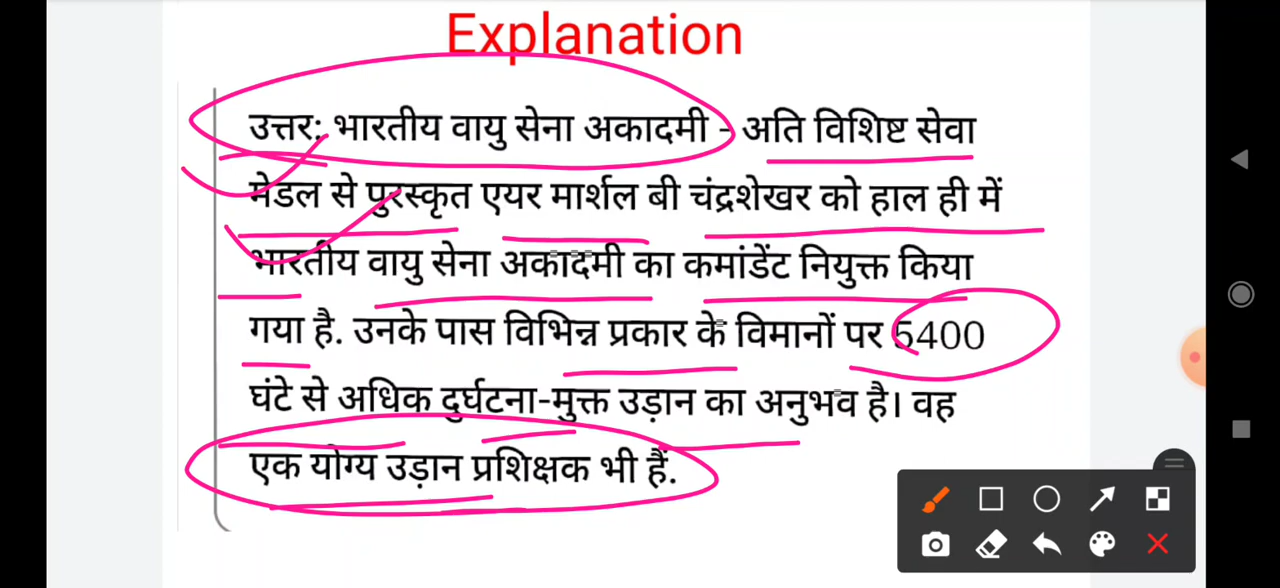 Explanation
उत्तर: भारतीय वायु सेना अकादमी - अति विशिष्ट सेवा
मेडल से पुरस्कृत एयर मार्शल बी चंद्रशेखर को हाल ही में
भारतीय वायु सेना अकादमी का कमांडेंट नियुक्त किया
गया है. उनके पास विभिन्न प्रकार के विमानों पर 5400
घंटे से अधिक दुर्घटना-मुक्त उड़ान का अनुभव है। वह
एक योग्य उड़ान प्रशिक्षक भी हैं.